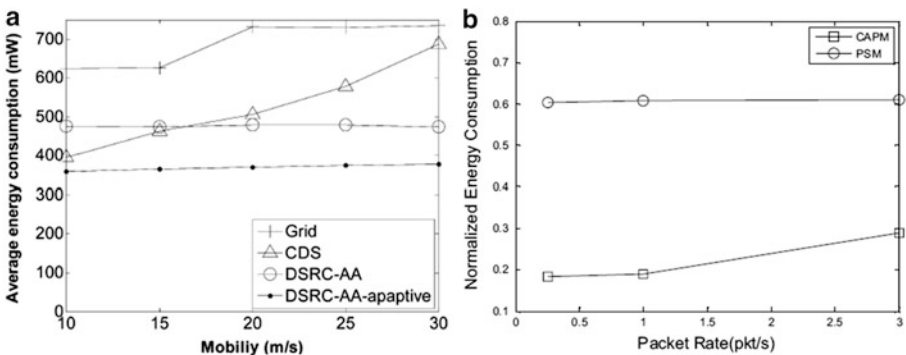 a
Average energy consumption (mW)
750
700
600
500
400
300
200
100
0
10
15
20
25
30
Mobiliy (m/s)
Grid
CDS
DSRC-AA
DSRC-AA-apaptive
b
Normalized Energy Consumption
0.8
0.7
0.6
0.5
0.4
0.3
0.2
0.1
0
0.5
1
1.5
2
2.5
3
Packet Rate(pkt/s)
CAPM
PSM